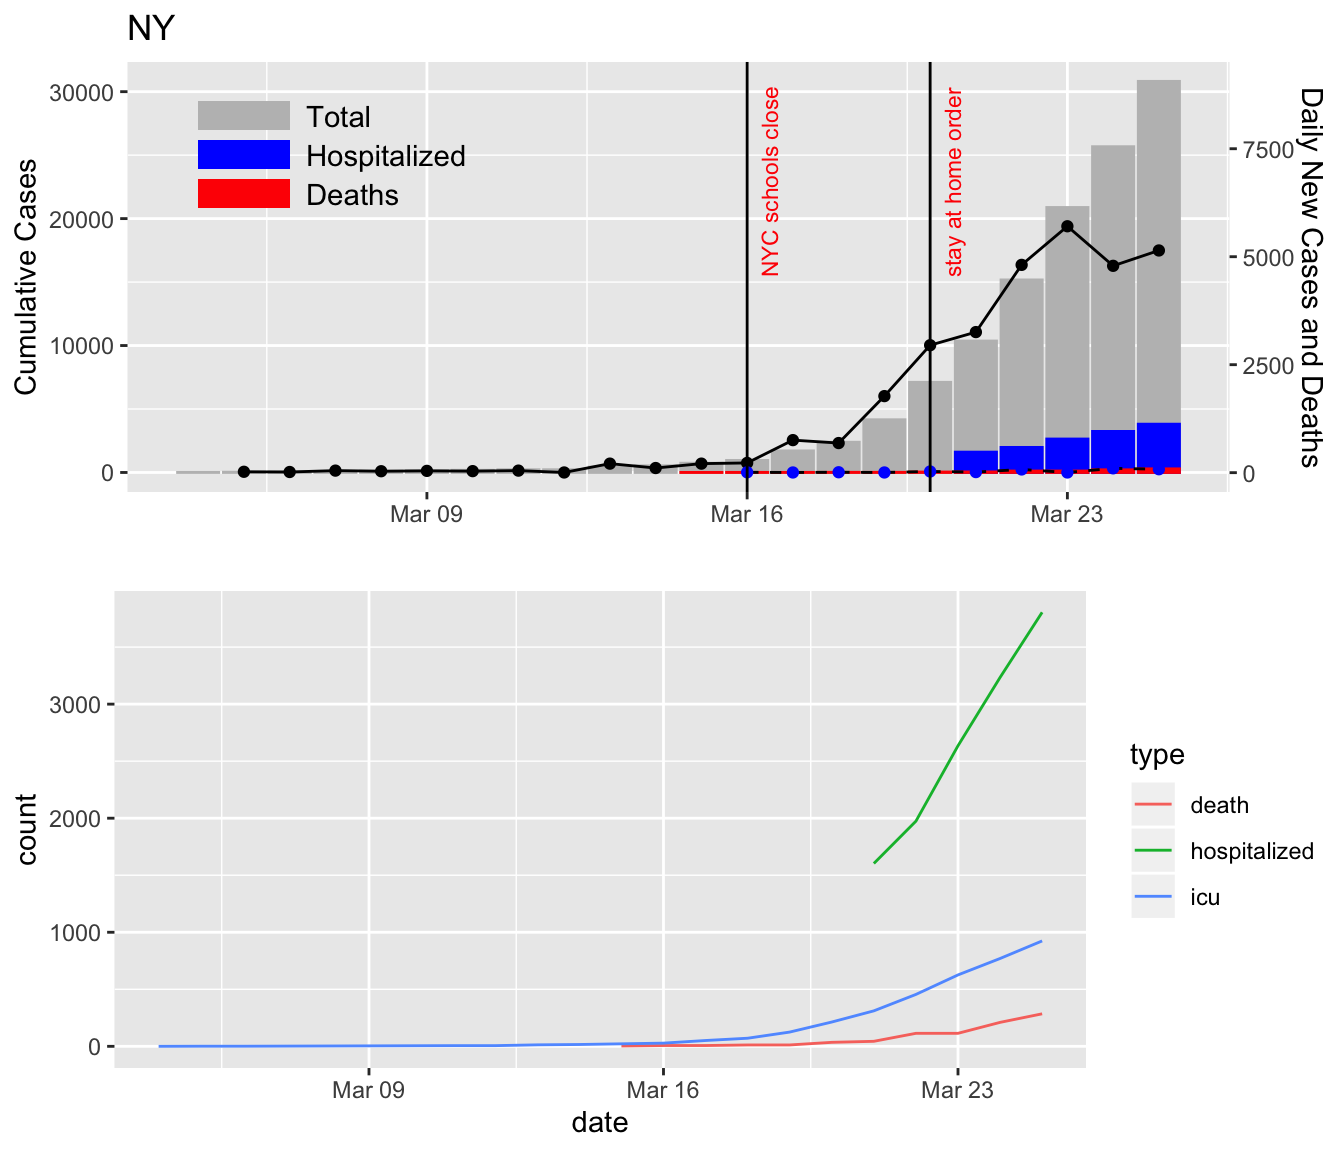 NY
Cumulative Cases
30000
20000
10000
0
Total
Hospitalized
Deaths
NYC schools close
stay at home order
7500
5000
2500
0
Daily New Cases and Deaths
Mar 09
Mar 16
Mar 23
count
3000
2000
1000
0
Mar 09
Mar 16
Mar 23
date
type
death
hospitalized
icu